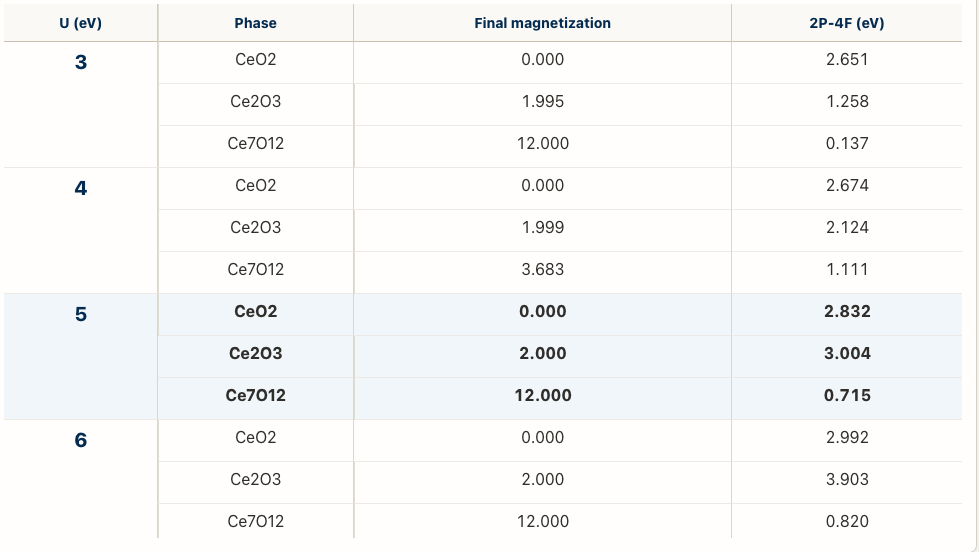 U (eV) Phase Final magnetization 2P-4F (eV)
3 CeO2 0.000 2.651
Ce2O3 1.995 1.258
Ce7O12 12.000 0.137
4 CeO2 0.000 2.674
Ce2O3 1.999 2.124
Ce7O12 3.683 1.111
5 CeO2 0.000 2.832
Ce2O3 2.000 3.004
Ce7O12 12.000 0.715
6 CeO2 0.000 2.992
Ce2O3 2.000 3.903
Ce7O12 12.000 0.820